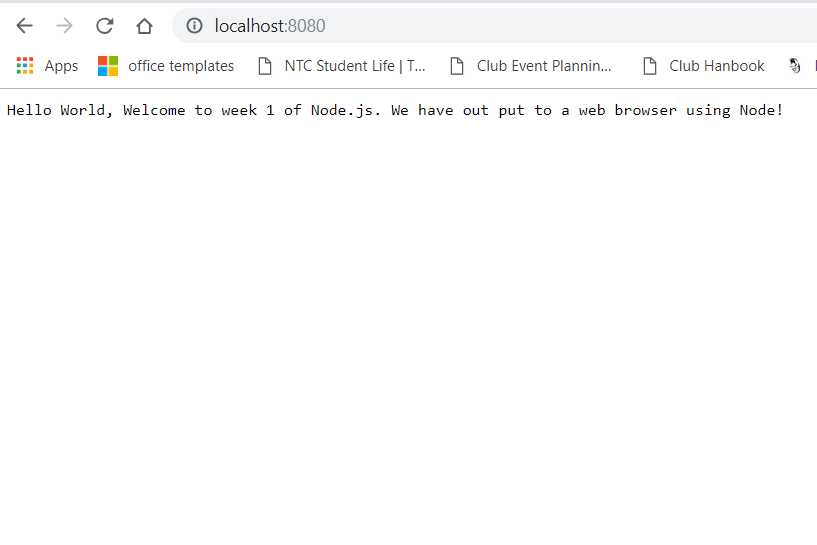 localhost:8080
Apps office templates NTC Student Life | T... Club Event Plannin... Club Hanbook
Hello World, Welcome to week 1 of Node.js. We have out put to a web browser using Node!